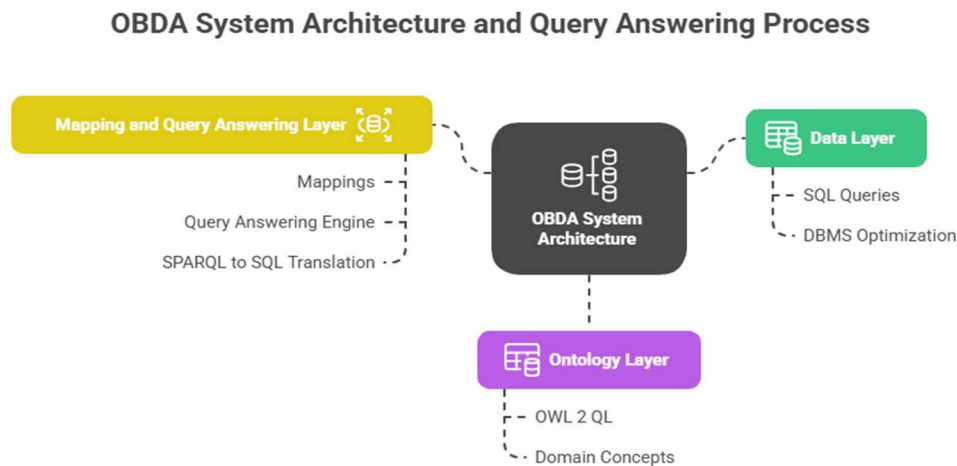 OBDA System Architecture and Query Answering Process
Mapping and Query Answering Layer
Mappings
Query Answering Engine
SPARQL to SQL Translation
OBDA System
Architecture
Data Layer
SQL Queries
DBMS Optimization
Ontology Layer
OWL 2 QL
Domain Concepts